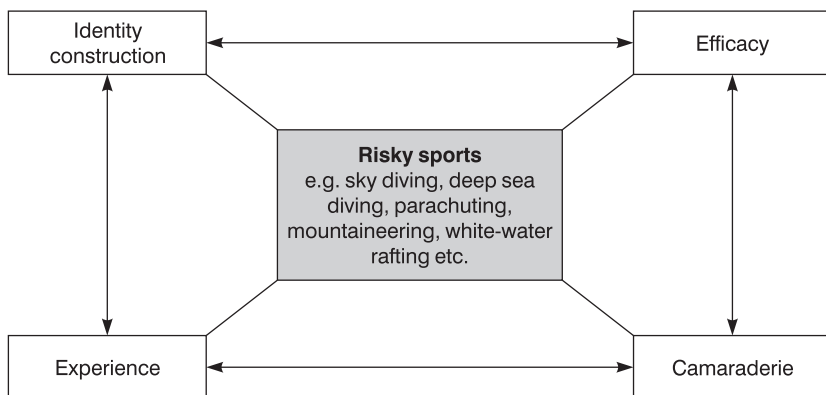 Identity
construction
Efficacy
Risky sports
e.g. sky diving, deep sea
diving, parachuting,
mountaineering, white-water
rafting etc.
Experience
Camaraderie